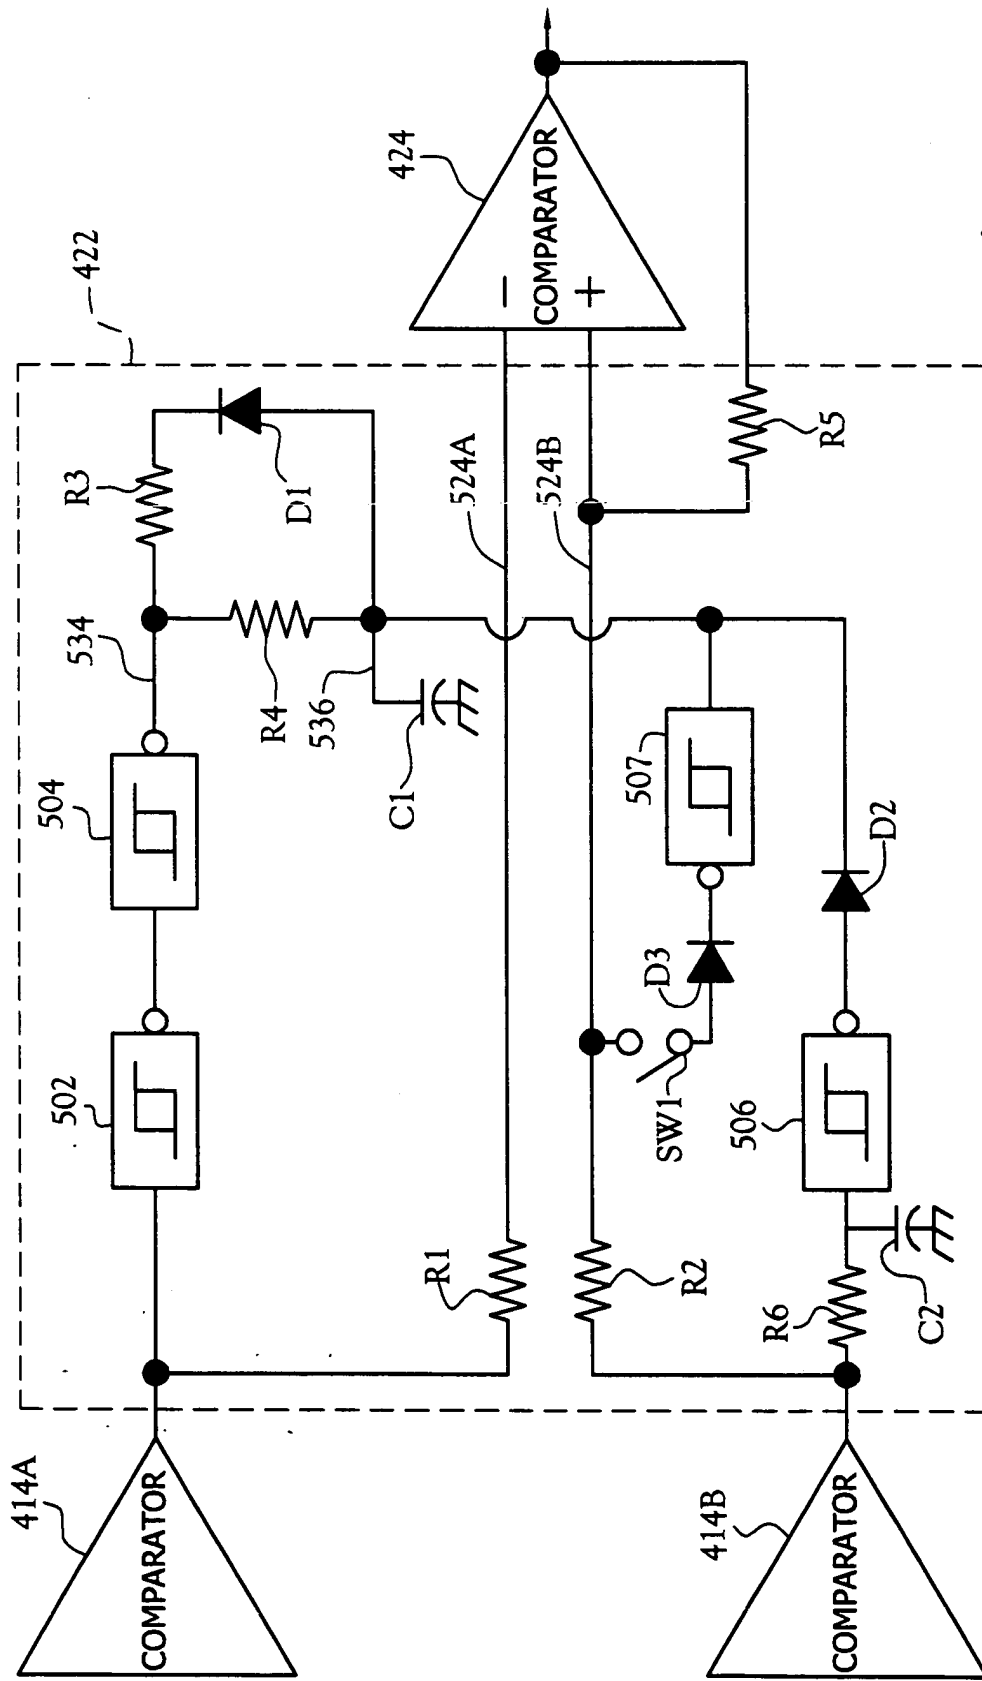 422
424
COMPARATOR
−
+
414A
COMPARATOR
502
504
534
R3
D1
R4
536
C1
R1
524A
524B
R5
R2
SW1
D3
507
414B
COMPARATOR
R6
C2
506
D2